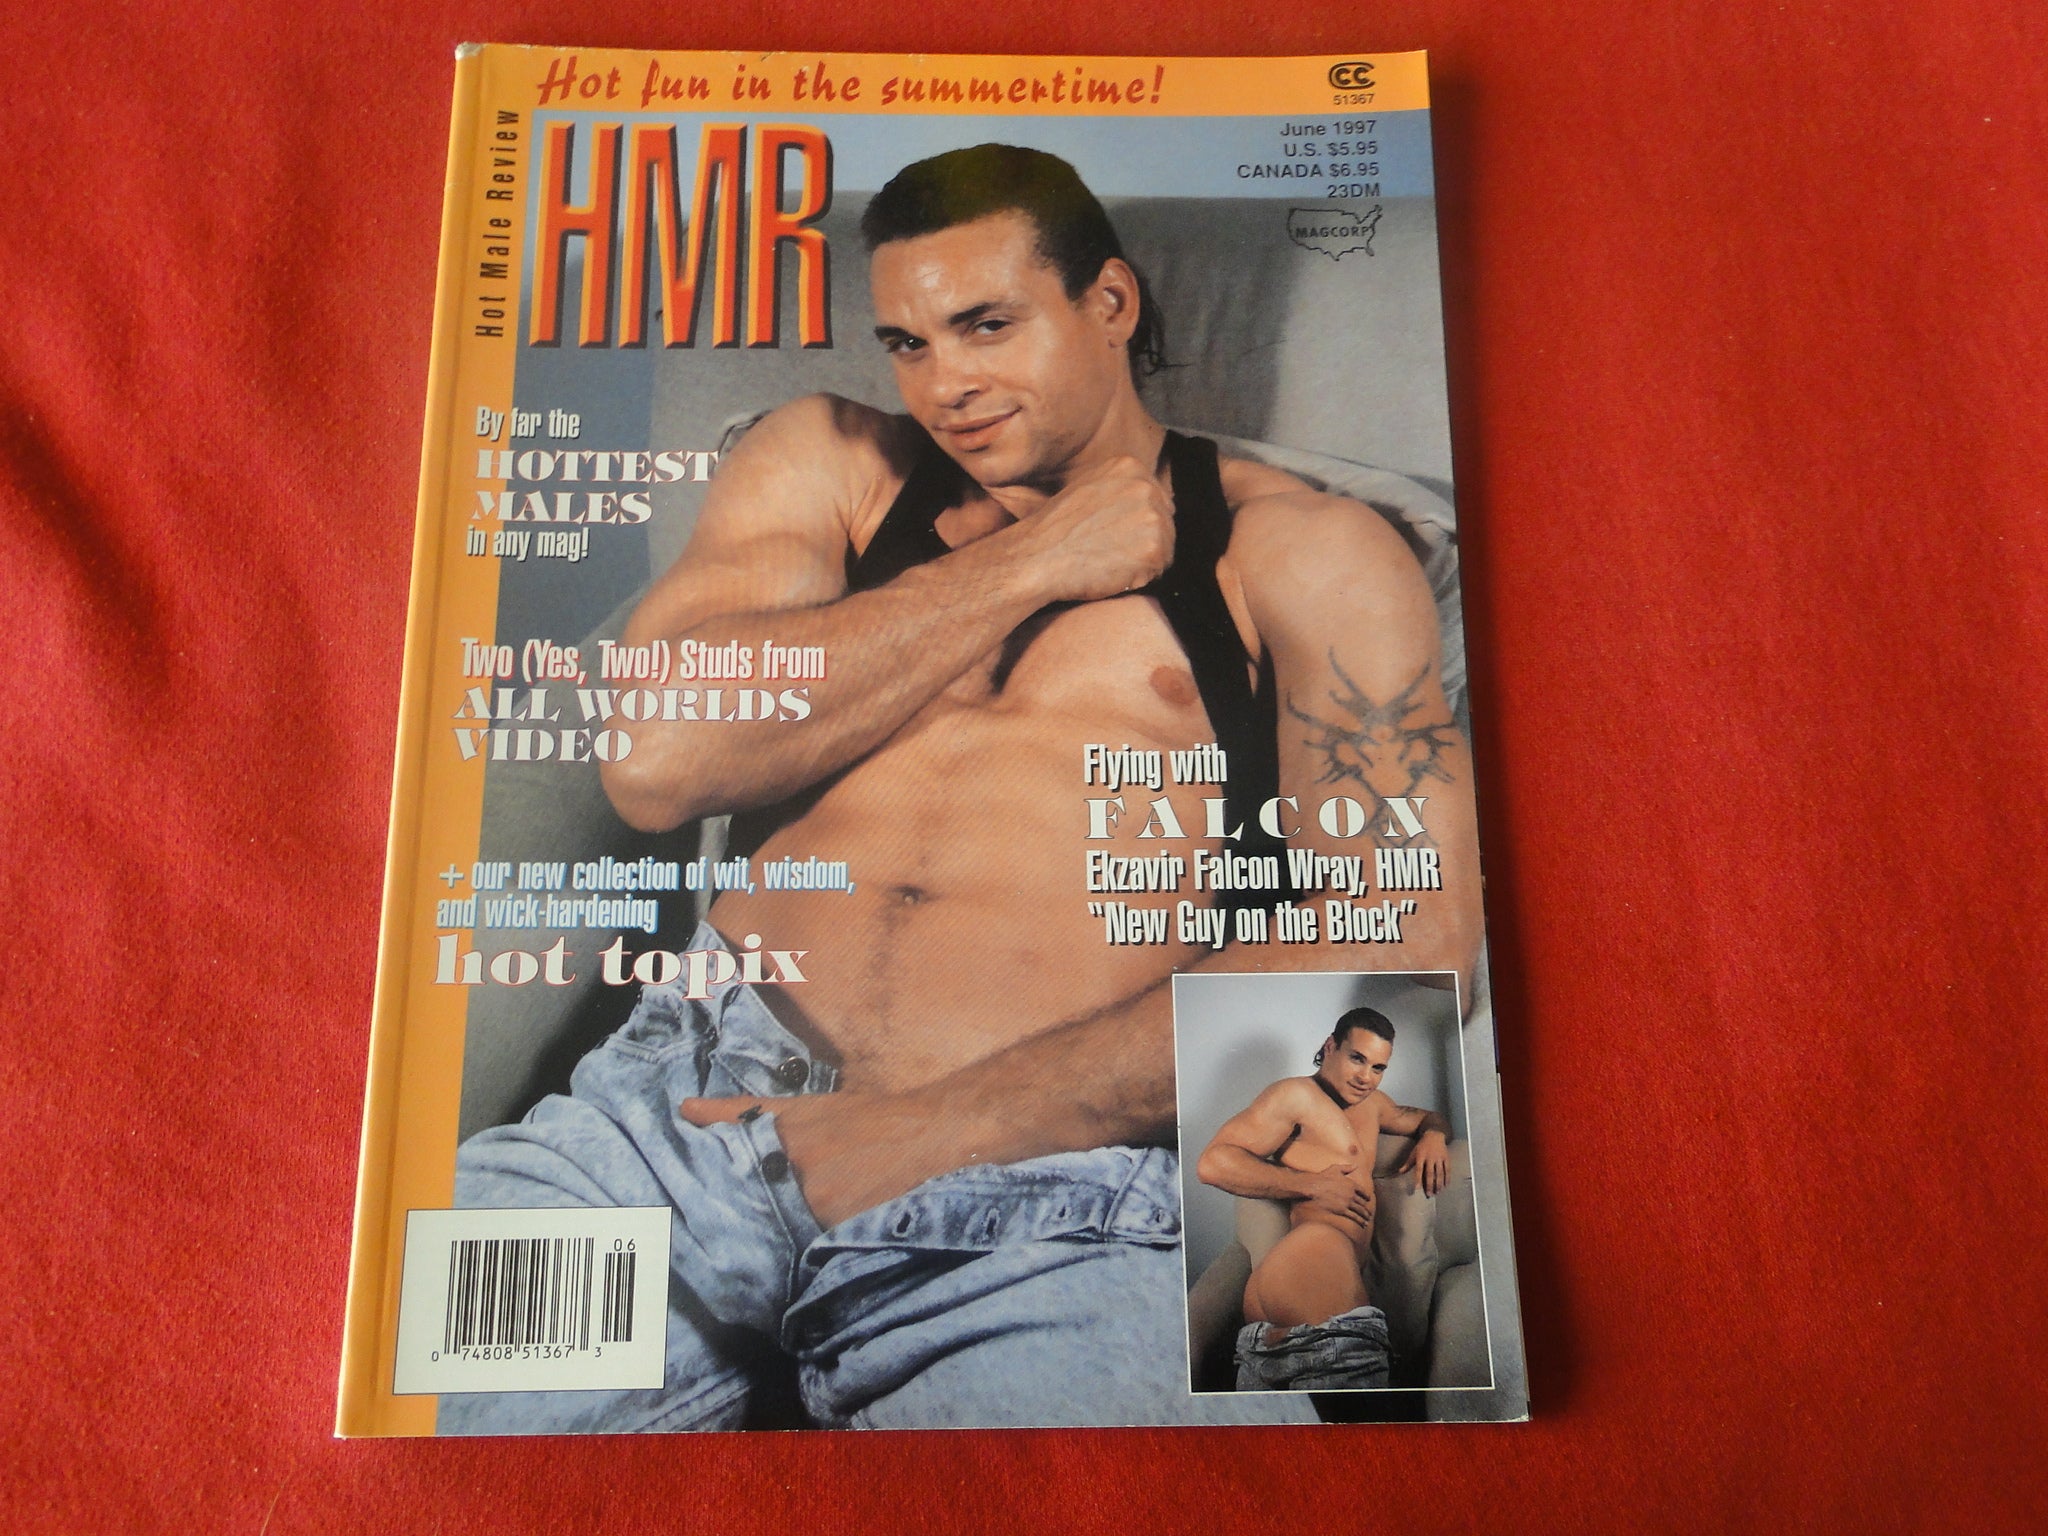 Hot fun in the summertime!
CC
51367
Hot Male Review
HMR
June 1997
U.S. $5.95
CANADA $6.95
23DM
MAGCORP
By far the
HOTTEST
MALES
in any mag!
Two (Yes, Two!) Studs from
ALL WORLDS
VIDEO
Flying with
FALCON
Ekzavir Falcon Wray, HMR
"New Guy on the Block"
+ our new collection of wit, wisdom,
and wick-hardening
hot topix
06
0 74808 51367 3